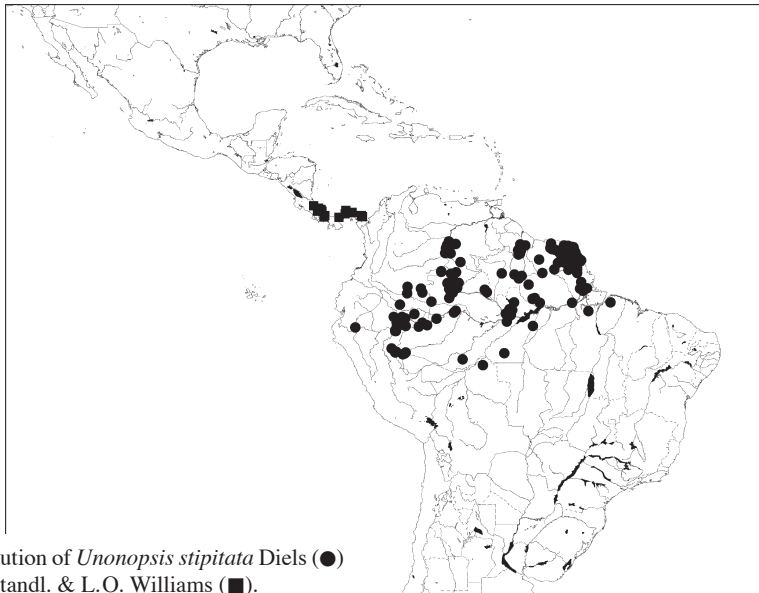 ution of Unonopsis stipitata Diels (●)
tandl. & L.O. Williams (■).